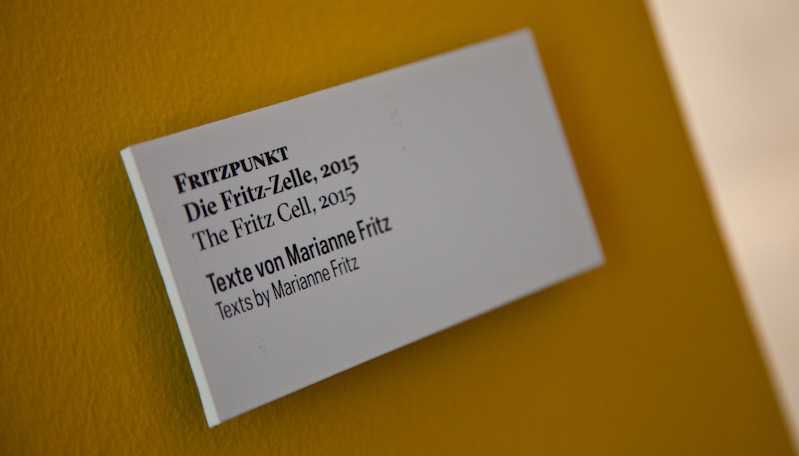 FRITZPUNKT
Die Fritz-Zelle, 2015
The Fritz Cell, 2015
Texte von Marianne Fritz
Texts by Marianne Fritz